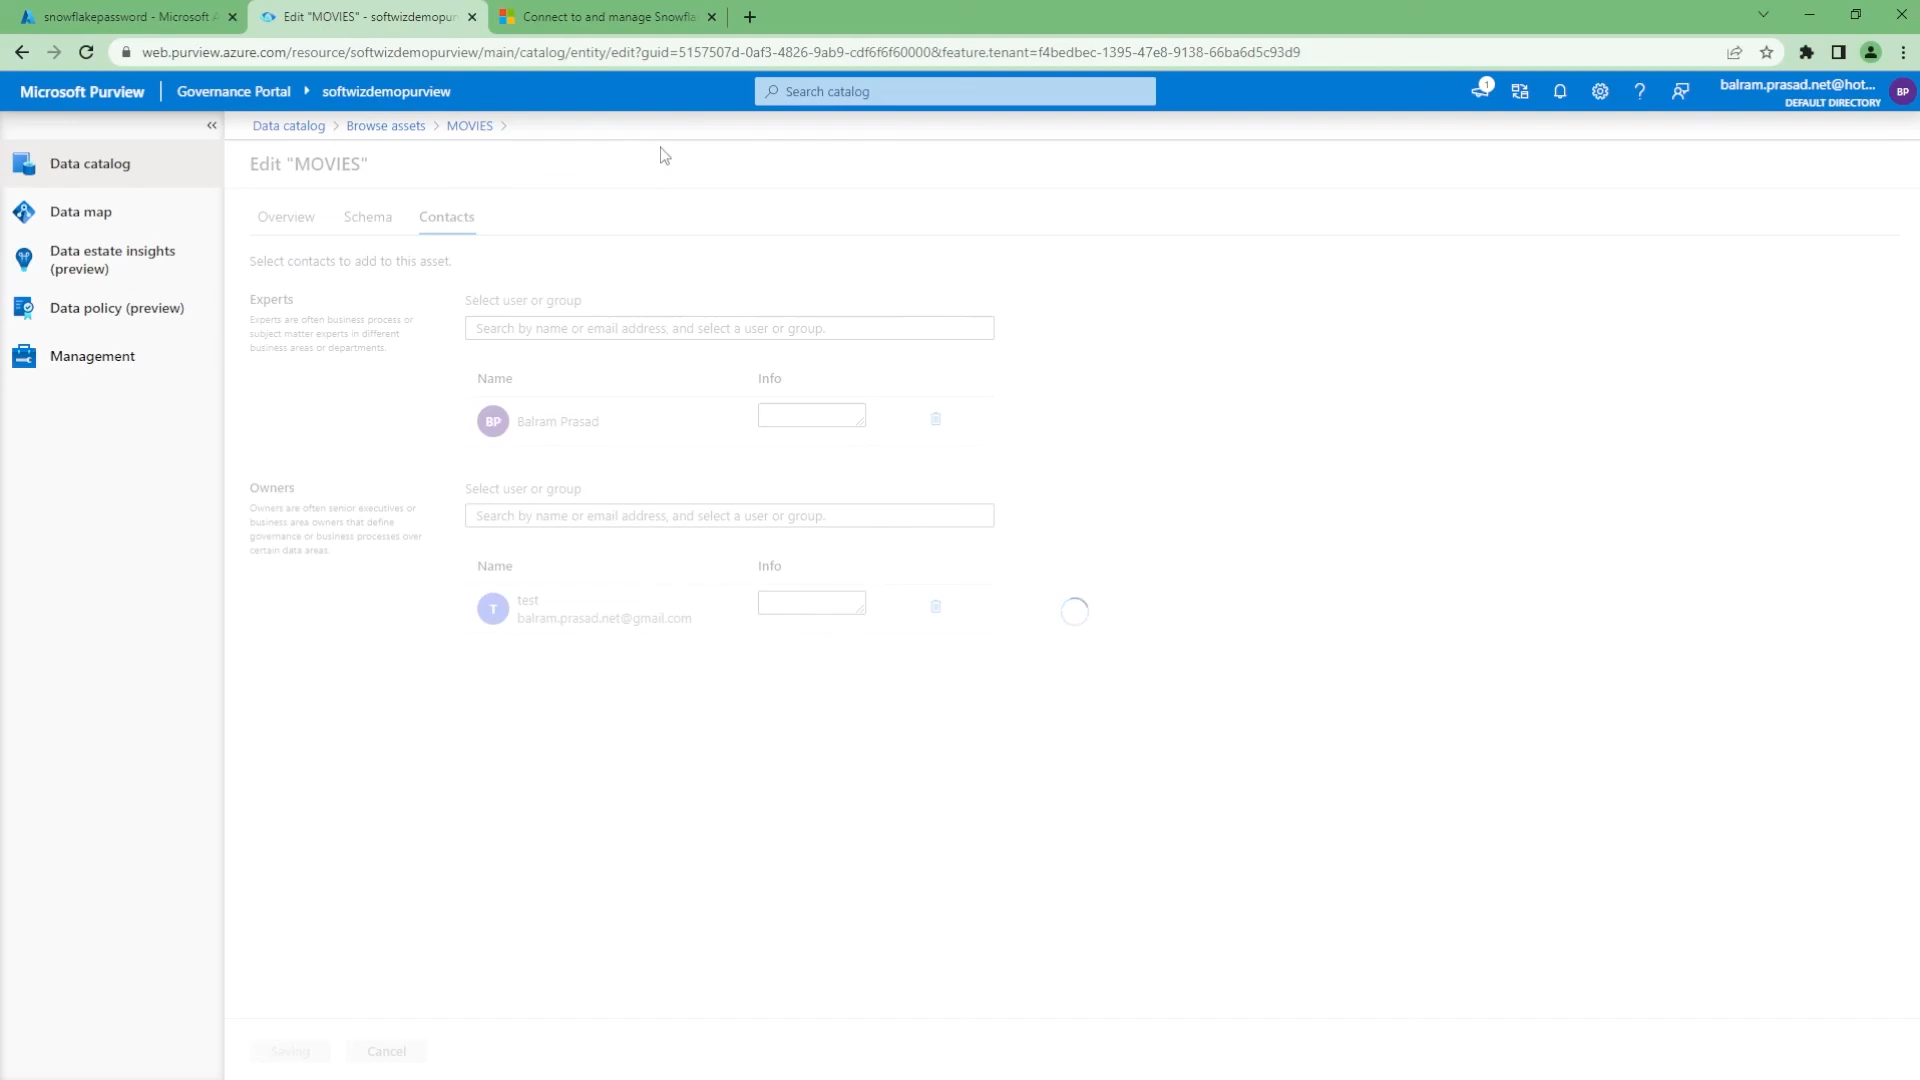 snowflakepassword - Microsoft A
Edit "MOVIES" - softwizdemopur
Connect to and manage Snowfla
web.purview.azure.com/resource/softwizdemopurview/main/catalog/entity/edit?guid=5157507d-0af3-4826-9ab9-cdf6f6f60000&feature.tenant=f4bedbec-1395-47e8-9138-66ba6d5c93d9
Microsoft Purview
Governance Portal
softwizdemopurview
Search catalog
1
balram.prasad.net@hot...
DEFAULT DIRECTORY
BP
Data catalog > Browse assets > MOVIES >
Data catalog
Data map
Data estate insights
(preview)
Data policy (preview)
Management
Edit "MOVIES"
Overview
Schema
Contacts
Select contacts to add to this asset.
Experts
Experts are often business process or
subject matter experts in different
business areas or departments.
Select user or group
Search by name or email address, and select a user or group.
Name
Info
BP
Balram Prasad
Owners
Owners are often senior executives or
business area owners that define
governance or business processes over
certain data areas.
Select user or group
Search by name or email address, and select a user or group.
Name
Info
T
test
balram.prasad.net@gmail.com
Saving
Cancel